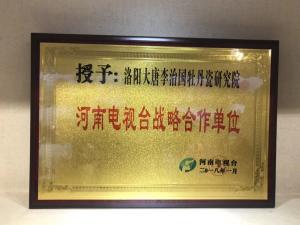 授予：洛阳大唐李治国牡丹瓷研究院
河南电视台战略合作单位
河南电视台
二0一八年一月